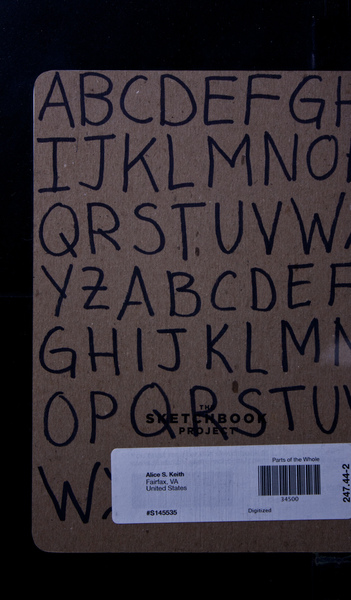 ABCDEFGH
IJKLMNO
QRSTUVW
YZABCDEF
GHIJKLMN
OPQRSTUV
THE
SKETCHBOOK
PROJECT
WX
Parts of the Whole
Alice S. Keith
Fairfax, VA
United States
34500
#S145535
Digitized
247.44-2